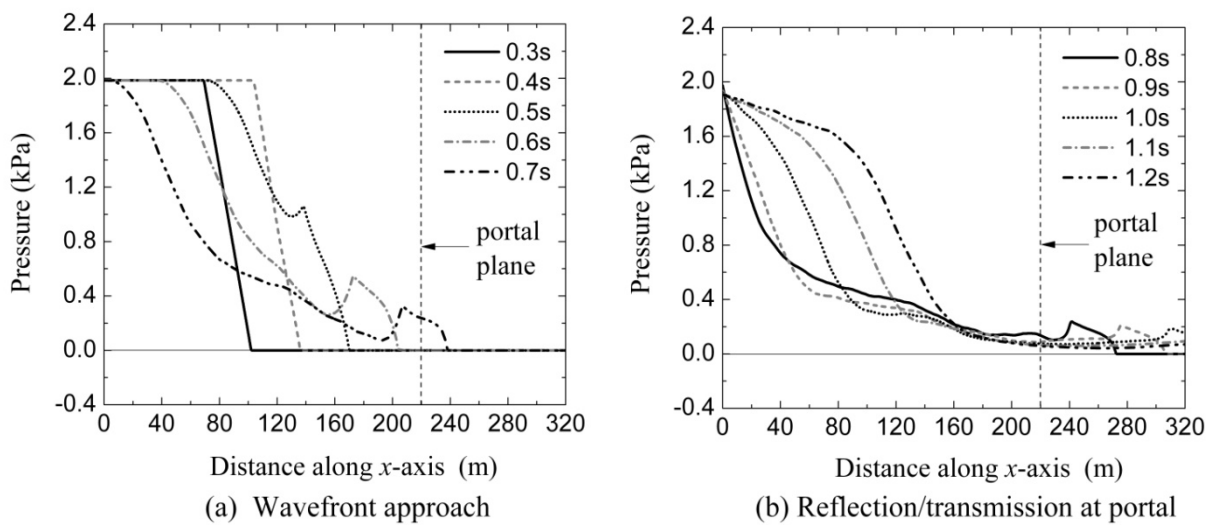 2.4
2.0
1.6
1.2
0.8
0.4
0.0
-0.4
Pressure (kPa)
0.3s
0.4s
0.5s
0.6s
0.7s
portal
plane
0 40 80 120 160 200 240 280 320
Distance along x-axis (m)
(a) Wavefront approach
2.4
2.0
1.6
1.2
0.8
0.4
0.0
-0.4
Pressure (kPa)
0.8s
0.9s
1.0s
1.1s
1.2s
portal
plane
0 40 80 120 160 200 240 280 320
Distance along x-axis (m)
(b) Reflection/transmission at portal